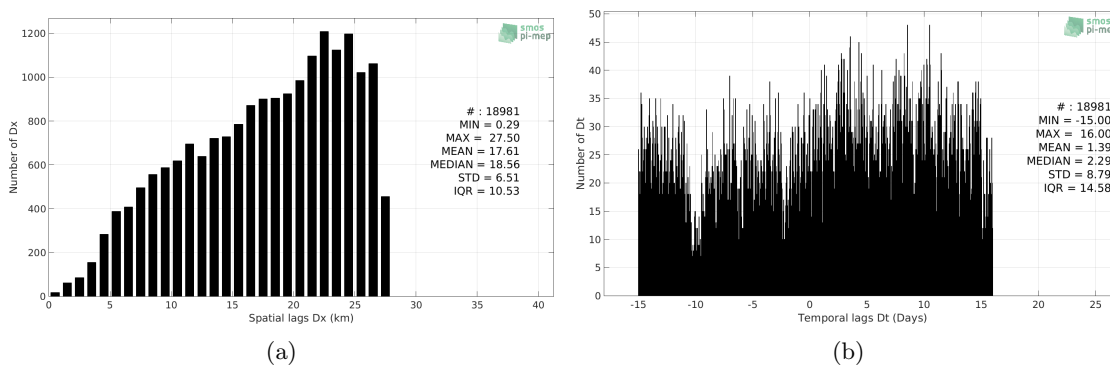 smos
pi-mep
1200
1000
800
600
400
200
0
Number of Dx
# : 18981
MIN = 0.29
MAX = 27.50
MEAN = 17.61
MEDIAN = 18.56
STD = 6.51
IQR = 10.53
0 5 10 15 20 25 30 35 40
Spatial lags Dx (km)
(a)
smos
pi-mep
50
45
40
35
30
25
20
15
10
5
0
Number of Dt
# : 18981
MIN = -15.00
MAX = 16.00
MEAN = 1.39
MEDIAN = 2.29
STD = 8.79
IQR = 14.58
-15 -10 -5 0 5 10 15 20 25
Temporal lags Dt (Days)
(b)